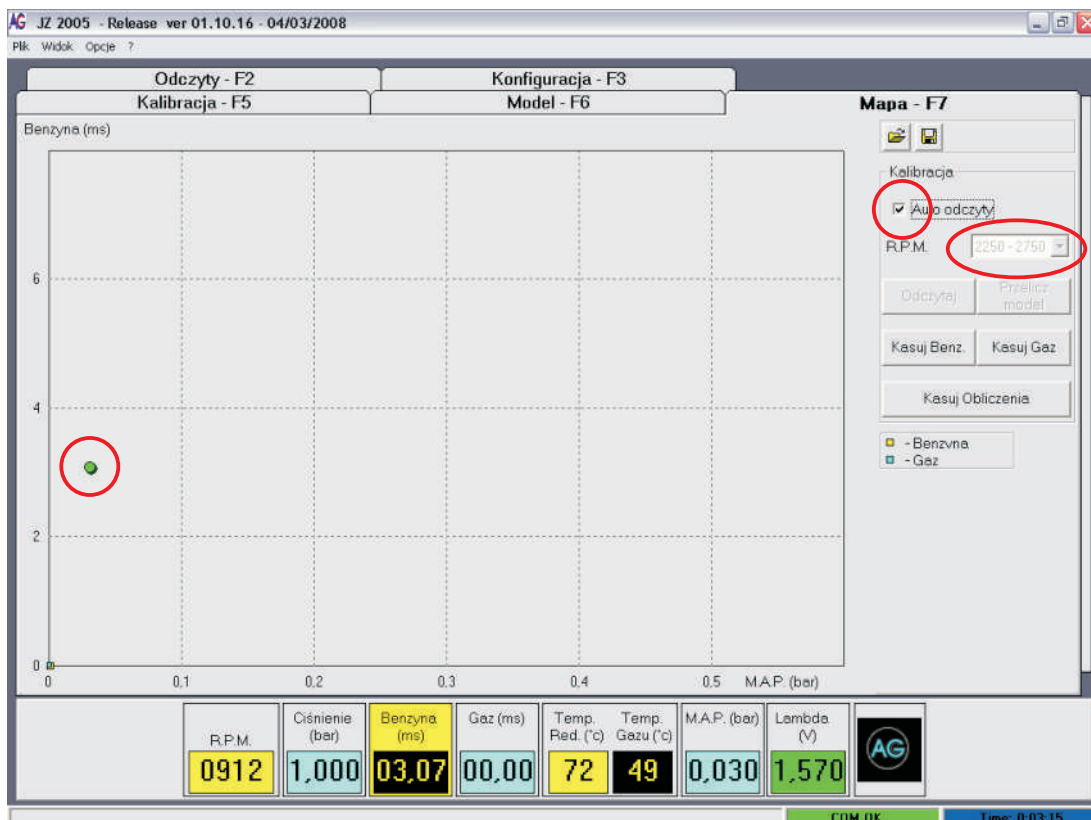 AG JZ 2005 - Release ver 01.10.16 - 04/03/2008
Plik Widok Opcje ?
Odczyty - F2 Konfiguracja - F3
Kalibracja - F5 Model - F6 Mapa - F7
Benzyna (ms)
Kalibracja
Auto odczyty
R.P.M. 2250 - 2750
6
Odczytaj Przelicz
model
Kasuj Benz. Kasuj Gaz
Kasuj Obliczenia
4
- Benzyna
- Gaz
2
0
0 0,1 0,2 0,3 0,4 0,5 M.A.P. (bar)
R.P.M.
0912
Ciśnienie
(bar)
1,000
Benzyna
(ms)
03,07
Gaz (ms)
00,00
Temp.
Red. (°c)
72
Temp.
Gazu (°c)
49
M.A.P. (bar)
0,030
Lambda
(V)
1,570
AG
COM OK Time: 0:03:15